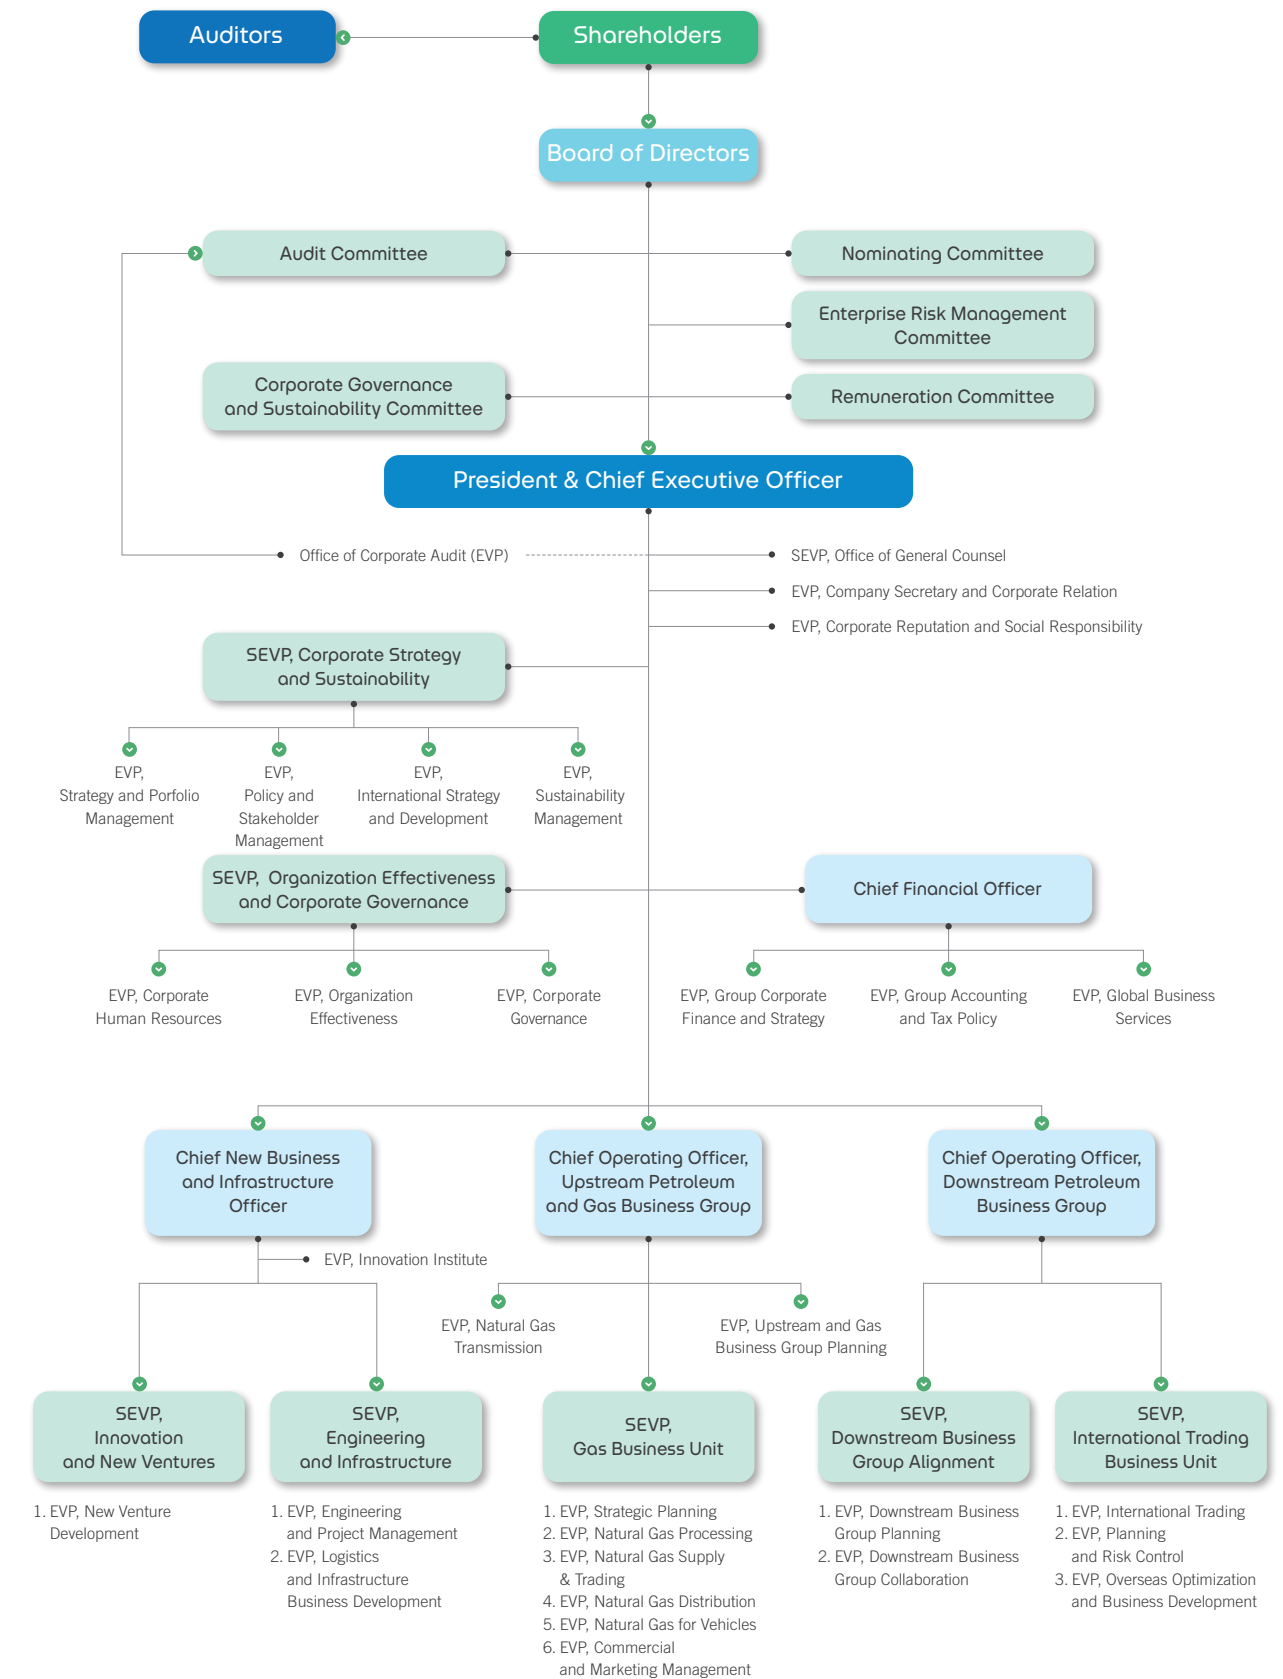 Auditors
Shareholders
Board of Directors
Audit Committee
Nominating Committee
Enterprise Risk Management
Committee
Corporate Governance
and Sustainability Committee
Remuneration Committee
President & Chief Executive Officer
Office of Corporate Audit (EVP)
SEVP, Office of General Counsel
EVP, Company Secretary and Corporate Relation
EVP, Corporate Reputation and Social Responsibility
SEVP, Corporate Strategy
and Sustainability
EVP,
Strategy and Porfolio
Management
EVP,
Policy and
Stakeholder
Management
EVP,
International Strategy
and Development
EVP,
Sustainability
Management
SEVP, Organization Effectiveness
and Corporate Governance
Chief Financial Officer
EVP, Corporate
Human Resources
EVP, Organization
Effectiveness
EVP, Corporate
Governance
EVP, Group Corporate
Finance and Strategy
EVP, Group Accounting
and Tax Policy
EVP, Global Business
Services
Chief New Business
and Infrastructure
Officer
Chief Operating Officer,
Upstream Petroleum
and Gas Business Group
Chief Operating Officer,
Downstream Petroleum
Business Group
EVP, Innovation Institute
EVP, Natural Gas
Transmission
EVP, Upstream and Gas
Business Group Planning
SEVP,
Innovation
and New Ventures
SEVP,
Engineering
and Infrastructure
SEVP,
Gas Business Unit
SEVP,
Downstream Business
Group Alignment
SEVP,
International Trading
Business Unit
1. EVP, New Venture
Development
1. EVP, Engineering
and Project Management
2. EVP, Logistics
and Infrastructure
Business Development
1. EVP, Strategic Planning
2. EVP, Natural Gas Processing
3. EVP, Natural Gas Supply
& Trading
4. EVP, Natural Gas Distribution
5. EVP, Natural Gas for Vehicles
6. EVP, Commercial
and Marketing Management
1. EVP, Downstream Business
Group Planning
2. EVP, Downstream Business
Group Collaboration
1. EVP, International Trading
2. EVP, Planning
and Risk Control
3. EVP, Overseas Optimization
and Business Development